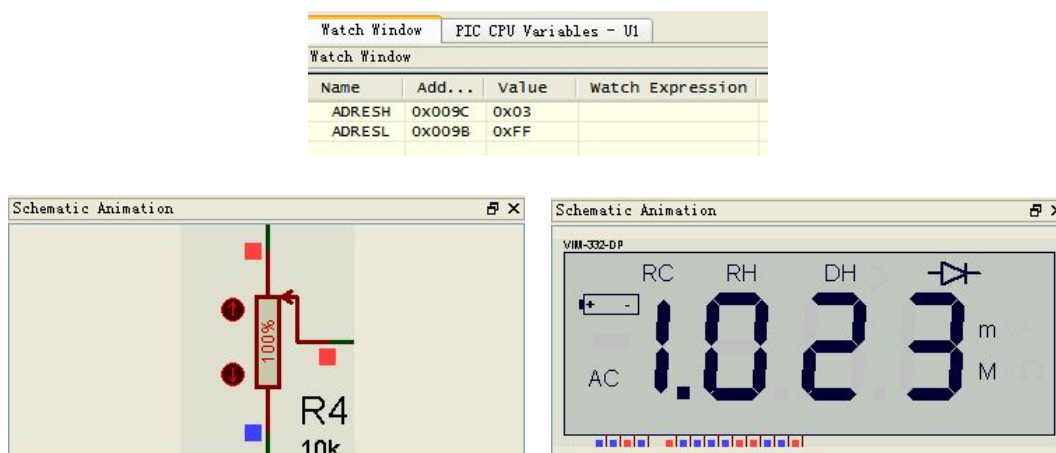 Watch Window PIC CPU Variables - U1
Watch Window
Name Add... Value Watch Expression
ADRESH 0x009C 0x03
ADRESL 0x009B 0xFF
Schematic Animation
100%
R4
10k
Schematic Animation
VIM-332-DP
RC RH DH
+ -
1.023
m
AC M